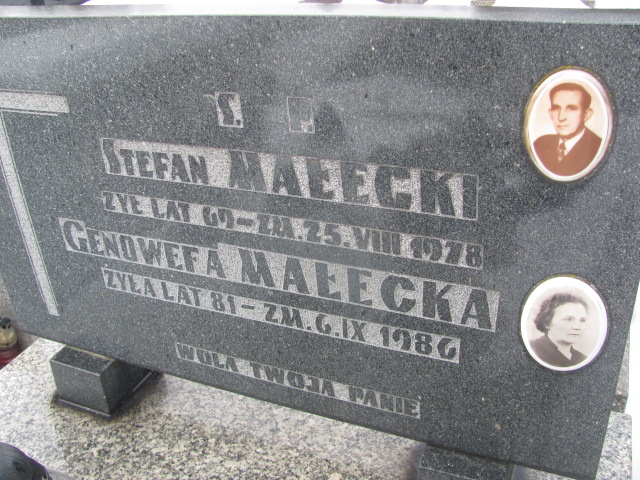 Ś. P.
STEFAN MAŁECKI
ŻYŁ LAT 69 – ZM. 25. VIII 1978
GENOWEFA MAŁECKA
ŻYŁA LAT 81 – ZM. 6. IX 1986
WOLA TWOJA PANIE